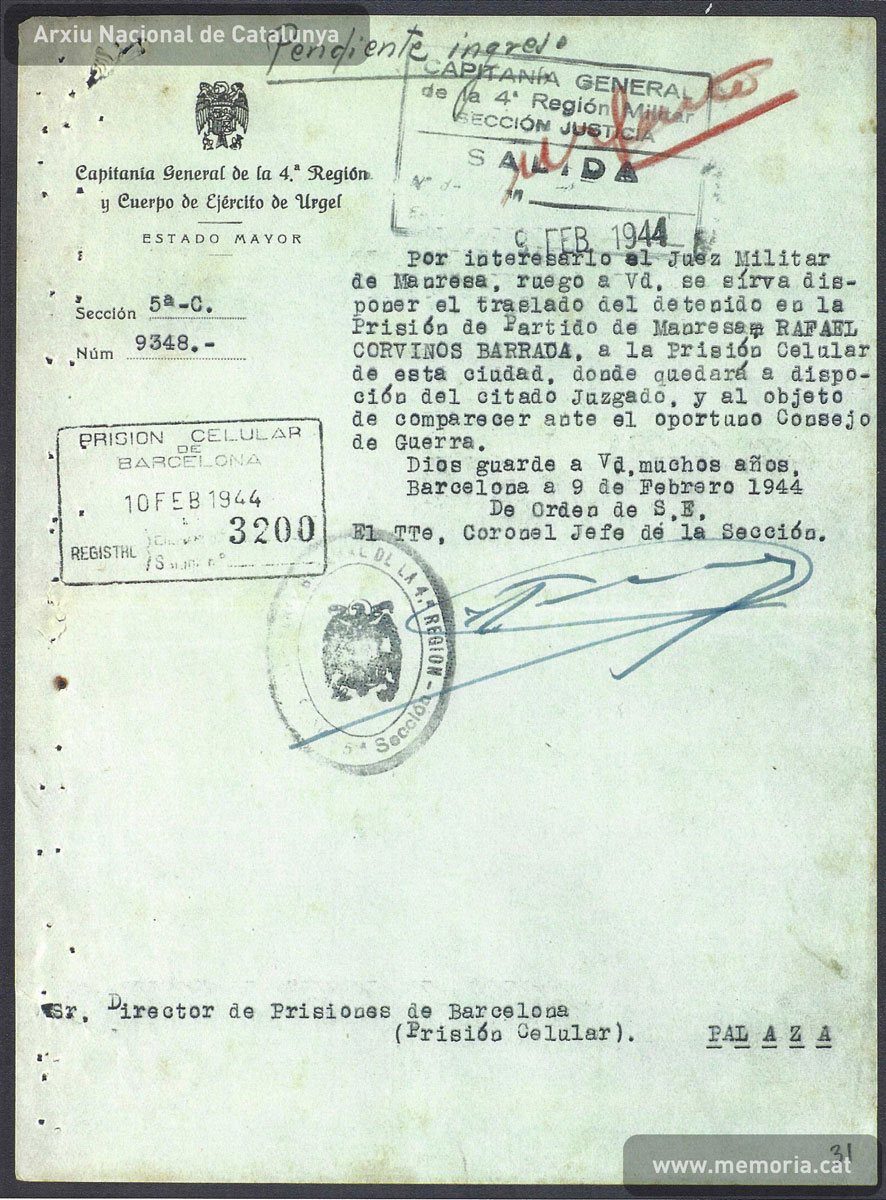 Arxiu Nacional de Catalunya
Pendiente ingreso
CAPITANÍA GENERAL
de la 4ª Región Militar
SECCIÓN JUSTICIA
SALIDA
9 FEB. 1944
Capitanía General de la 4.ª Región
y Cuerpo de Ejército de Urgel
ESTADO MAYOR
Sección 5ª-C.
Núm 9348.-
Por interesarlo el Juez Militar
de Manresa, ruego a Vd. se sirva dis-
poner el traslado del detenido en la
Prisión de Partido de Manresa, RAFAEL
CORVINOS BARRADA, a la Prisión Celular
de esta ciudad, donde quedará a dispo-
ción del citado Juzgado, y al objeto
de comparecer ante el oportuno Consejo
de Guerra.
Dios guarde a Vd, muchos años,
Barcelona a 9 de Febrero 1944
De Orden de S.E.
El TTe, Coronel Jefe de la Sección.
PRISION CELULAR
DE
BARCELONA
10 FEB 1944
3200
REGISTRO
DE LA 4.ª REGION -
5ª Sección
Sr. Director de Prisiones de Barcelona
(Prisión Celular).
PALAZA
31
www.memoria.cat